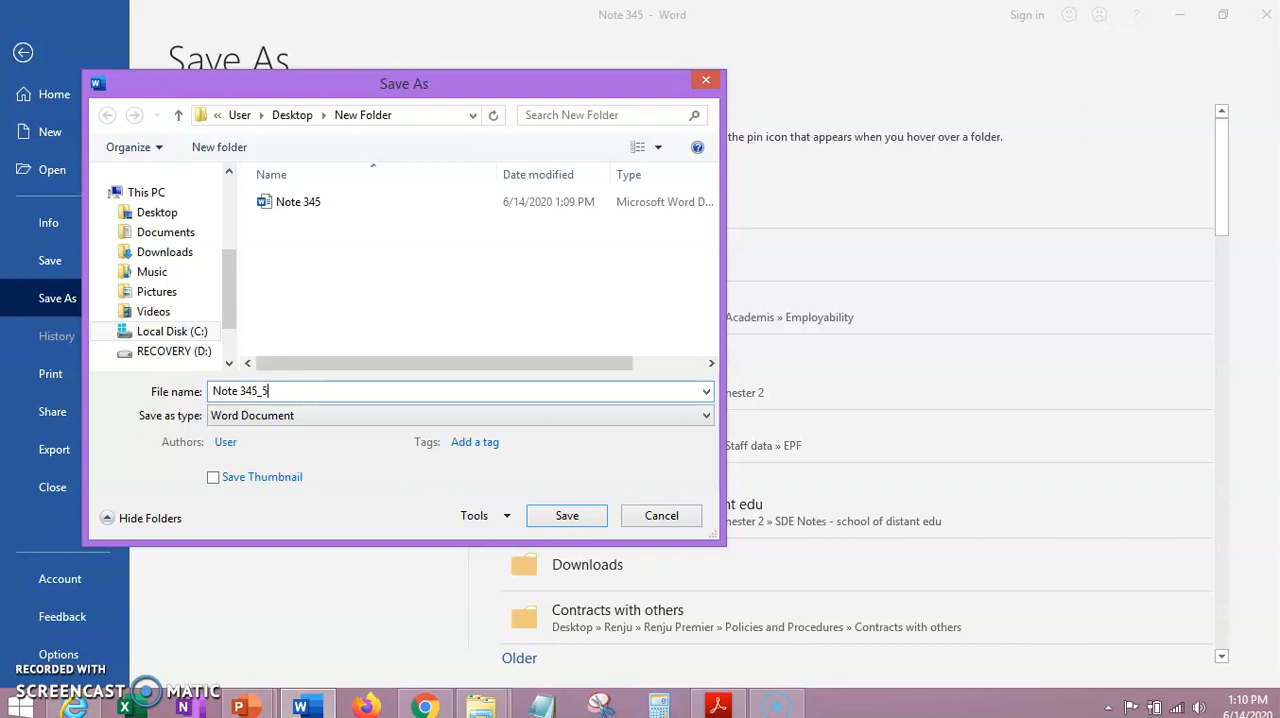 Note 345 - Word
Sign in
?
Save As
Home
New
Open
Info
Save
Save As
History
Print
Share
Export
Close
Account
Feedback
Options
Save As
« User Desktop New Folder
Search New Folder
Organize
New folder
This PC
Desktop
Documents
Downloads
Music
Pictures
Videos
Local Disk (C:)
RECOVERY (D:)
Name Date modified Type
Note 345 6/14/2020 1:09 PM Microsoft Word D...
File name: Note 345_5
Save as type: Word Document
Authors: User Tags: Add a tag
Save Thumbnail
Hide Folders
Tools
Save
Cancel
the pin icon that appears when you hover over a folder.
Academis » Employability
nester 2
Staff data » EPF
nt edu
nester 2 » SDE Notes - school of distant edu
Downloads
Contracts with others
Desktop » Renju » Renju Premier » Policies and Procedures » Contracts with others
Older
RECORDED WITH
SCREENCAST MATIC
1:10 PM
6/14/2020